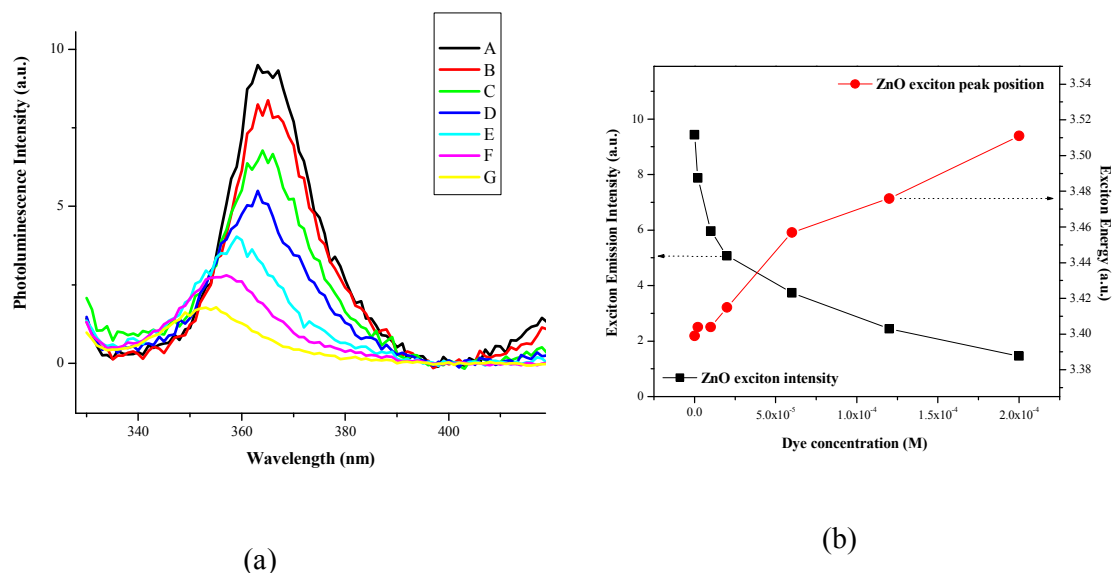 10
5
0
Photoluminescence Intensity (a.u.)
A
B
C
D
E
F
G
340
360
380
400
Wavelength (nm)
(a)
10
8
6
4
2
0
Exciton Emission Intensity (a.u.)
ZnO exciton peak position
ZnO exciton intensity
3.54
3.52
3.51
3.48
3.46
3.44
3.42
3.40
3.38
Exciton Energy
(a.u.)
0.0
5.0x10⁻⁵
1.0x10⁻⁴
1.5x10⁻⁴
2.0x10⁻⁴
Dye concentration (M)
(b)